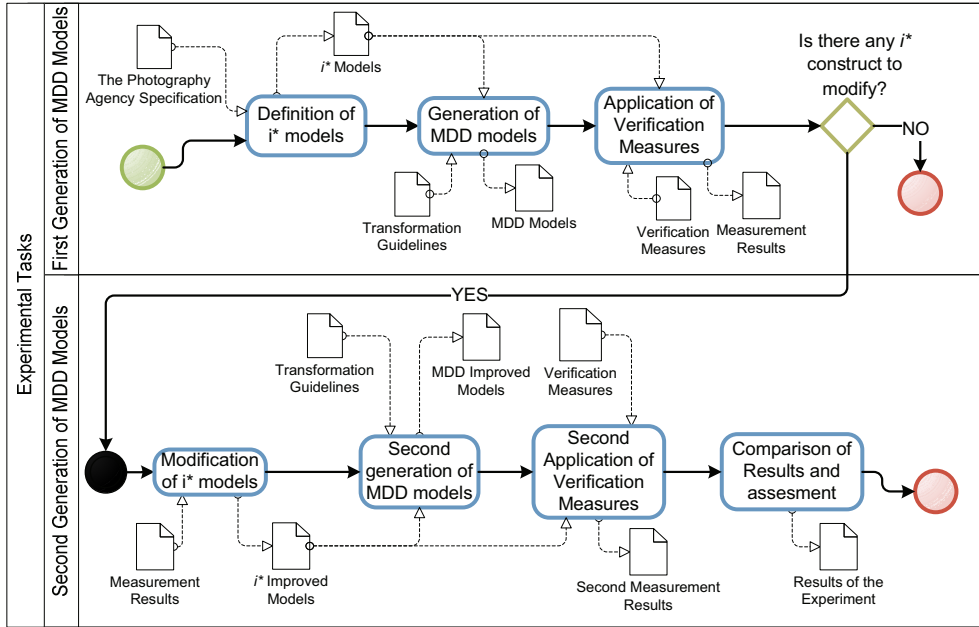 Experimental Tasks
First Generation of MDD Models
The Photography
Agency Specification
i* Models
Definition of
i* models
Generation of
MDD models
Application of
Verification
Measures
Is there any i*
construct to
modify?
NO
Transformation
Guidelines
MDD Models
Verification
Measures
Measurement
Results
YES
Second Generation of MDD Models
Transformation
Guidelines
MDD Improved
Models
Verification
Measures
Modification
of i* models
Second
generation of
MDD models
Second
Application of
Verification
Measures
Comparison of
Results and
assesment
Measurement
Results
i* Improved
Models
Second Measurement
Results
Results of the
Experiment